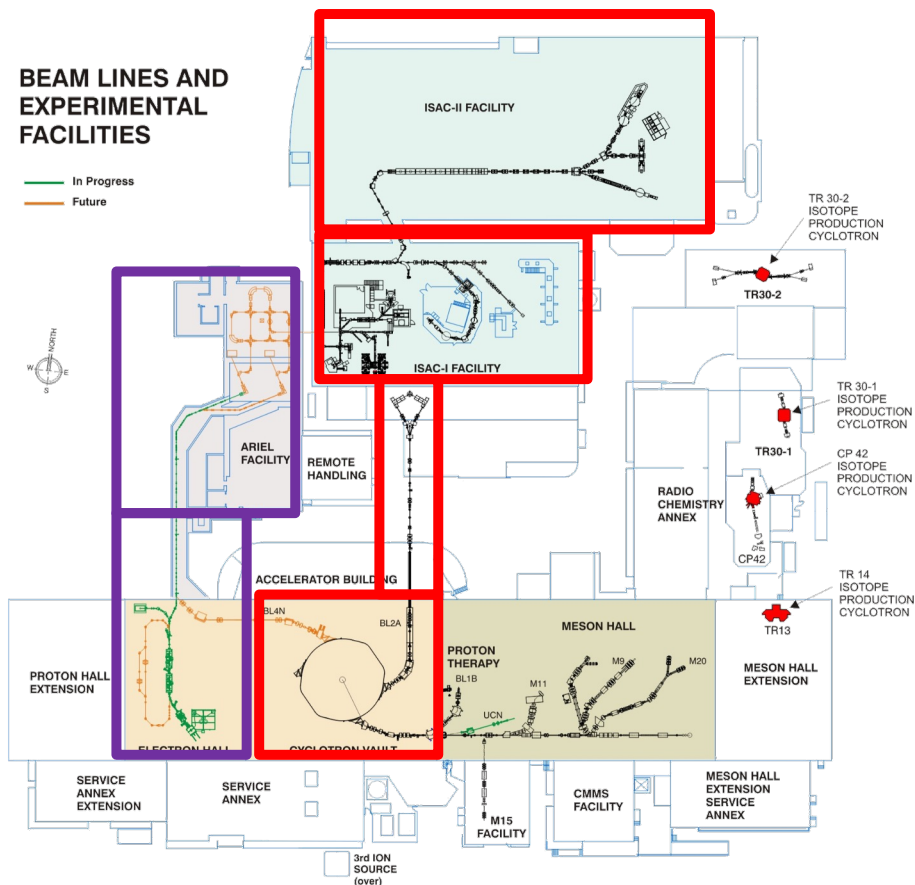 BEAM LINES AND
EXPERIMENTAL
FACILITIES
In Progress
Future
ISAC-II FACILITY
TR 30-2
ISOTOPE
PRODUCTION
CYCLOTRON
TR30-2
NORTH
W
E
S
ISAC-I FACILITY
TR 30-1
ISOTOPE
PRODUCTION
CYCLOTRON
TR30-1
ARIEL
FACILITY
REMOTE
HANDLING
CP 42
ISOTOPE
PRODUCTION
CYCLOTRON
RADIO
CHEMISTRY
ANNEX
CP42
ACCELERATOR BUILDING
TR 14
ISOTOPE
PRODUCTION
CYCLOTRON
TR13
BL4N
BL2A
MESON HALL
PROTON
THERAPY
BL1B
M9
M20
M11
UCN
PROTON HALL
EXTENSION
MESON HALL
EXTENSION
ELECTRON HALL
CYCLOTRON VAULT
SERVICE
ANNEX
EXTENSION
SERVICE
ANNEX
M15
FACILITY
CMMS
FACILITY
MESON HALL
EXTENSION
SERVICE
ANNEX
3rd ION
SOURCE
(over)